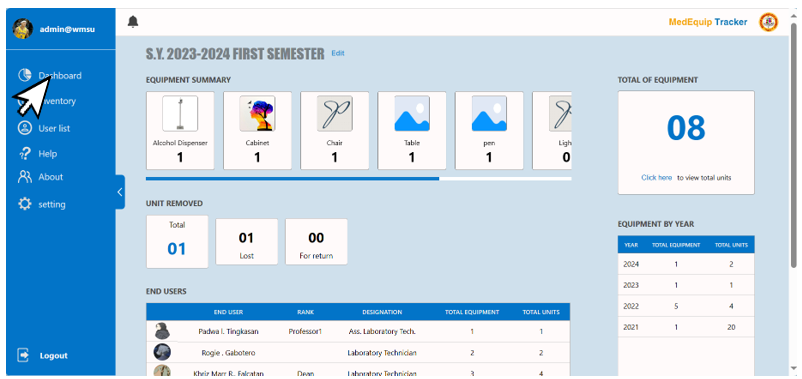 admin@wmsu
MedEquip Tracker
Dashboard
Inventory
User list
Help
About
setting
Logout
S.Y. 2023-2024 FIRST SEMESTER Edit
EQUIPMENT SUMMARY
Alcohol Dispenser
1
Cabinet
1
Chair
1
Table
1
pen
1
Ligh
0
UNIT REMOVED
Total
01
01
Lost
00
For return
END USERS
END USER RANK DESIGNATION TOTAL EQUIPMENT TOTAL UNITS
Padwa I. Tingkasan Professor1 Ass. Laboratory Tech. 1 1
Rogie . Gabotero Laboratory Technician 2 2
Khriz Marr R.. Falcatan Dean Laboratory Technician 3 4
TOTAL OF EQUIPMENT
08
Click here to view total units
EQUIPMENT BY YEAR
YEAR TOTAL EQUIPMENT TOTAL UNITS
2024 1 2
2023 1 1
2022 5 4
2021 1 20